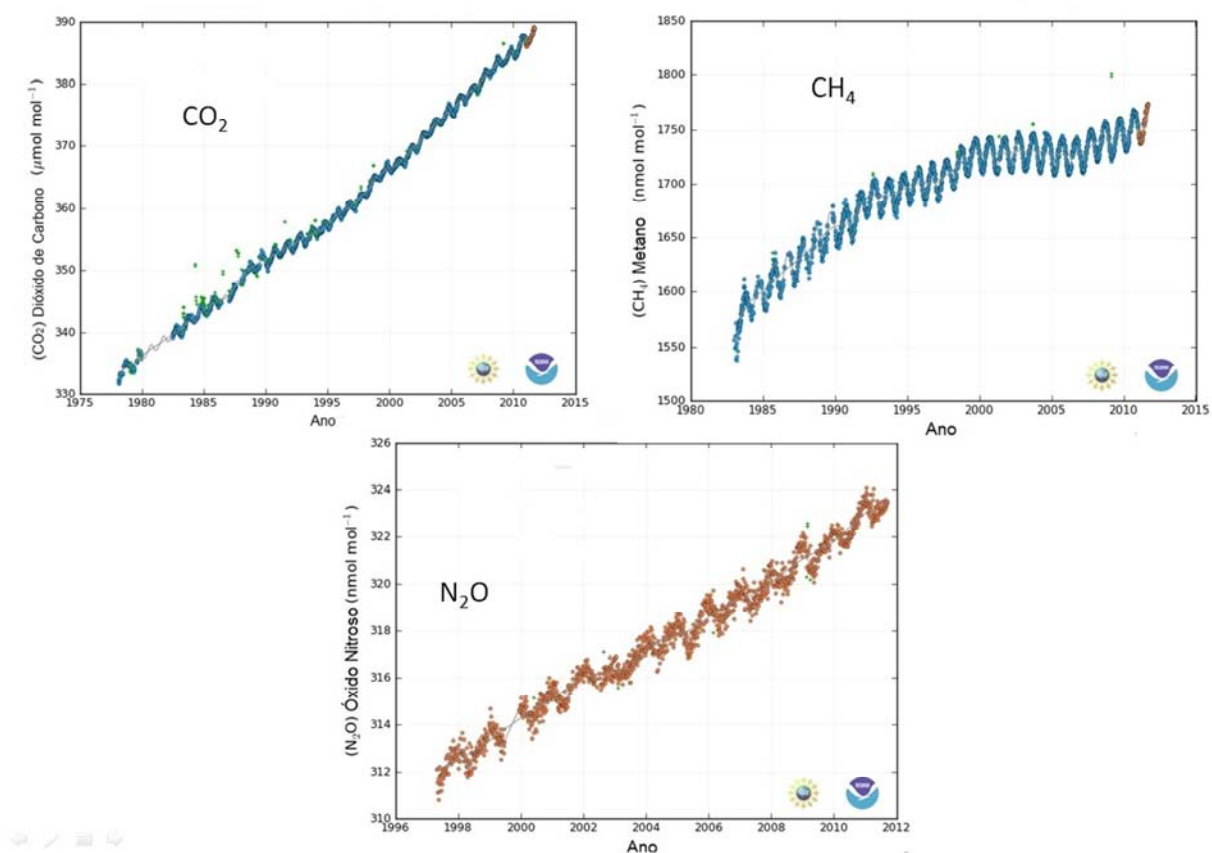 390
380
370
360
350
340
330
1975 1980 1985 1990 1995 2000 2005 2010 2015
Ano
(CO2) Dióxido de Carbono (μmol mol⁻¹)
CO₂
1850
1800
1750
1700
1650
1600
1550
1500
1980 1985 1990 1995 2000 2005 2010 2015
Ano
(CH₄) Metano (nmol mol⁻¹)
CH₄
326
324
322
320
318
316
314
312
310
1996 1998 2000 2002 2004 2006 2008 2010 2012
Ano
(N₂O) Óxido Nitroso (nmol mol⁻¹)
N₂O